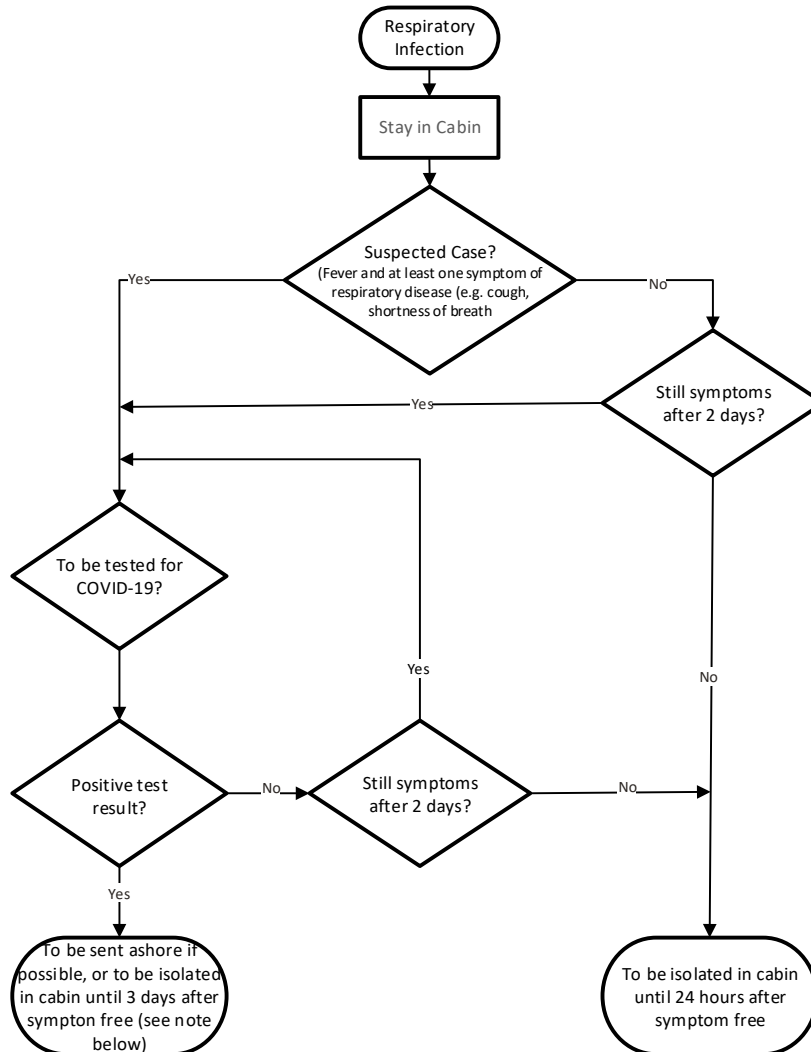 Respiratory
Infection
Stay in Cabin
Suspected Case?
(Fever and at least one symptom of
respiratory disease (e.g. cough,
shortness of breath
Yes
No
Still symptoms
after 2 days?
Yes
To be tested for
COVID-19?
Yes
No
Positive test
result?
No
Still symptoms
after 2 days?
No
Yes
To be sent ashore if
possible, or to be isolated
in cabin until 3 days after
sympton free (see note
below)
To be isolated in cabin
until 24 hours after
symptom free